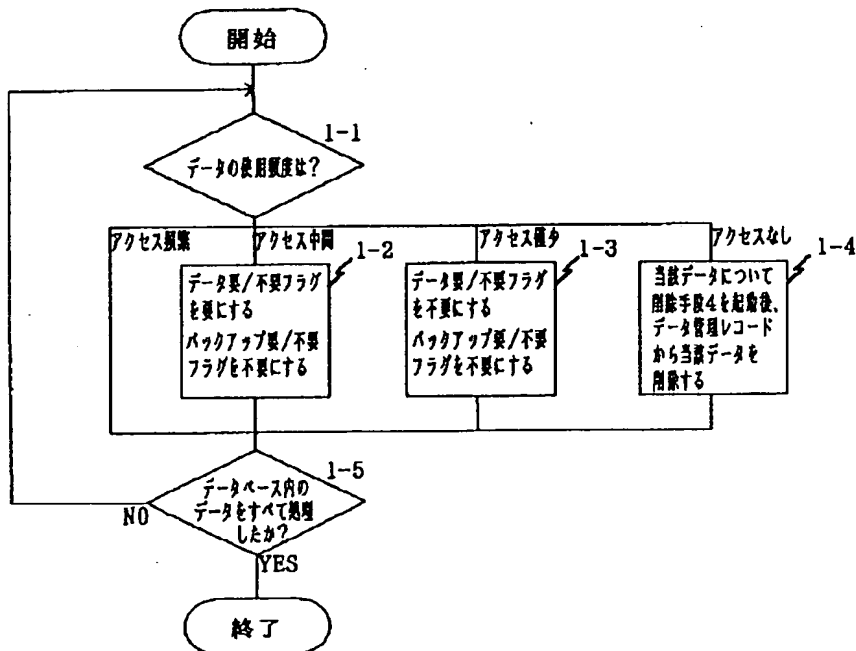 開始
1-1
データの使用頻度は?
アクセス頻繁
アクセス中間
アクセス極少
アクセスなし
1-2
データ要/不要フラグ
を要にする
バックアップ要/不要
フラグを不要にする
1-3
データ要/不要フラグ
を不要にする
バックアップ要/不要
フラグを不要にする
1-4
当該データについて
削除手段4を起動後、
データ管理レコード
から当該データを
削除する
1-5
データベース内の
データをすべて処理
したか?
NO
YES
終了